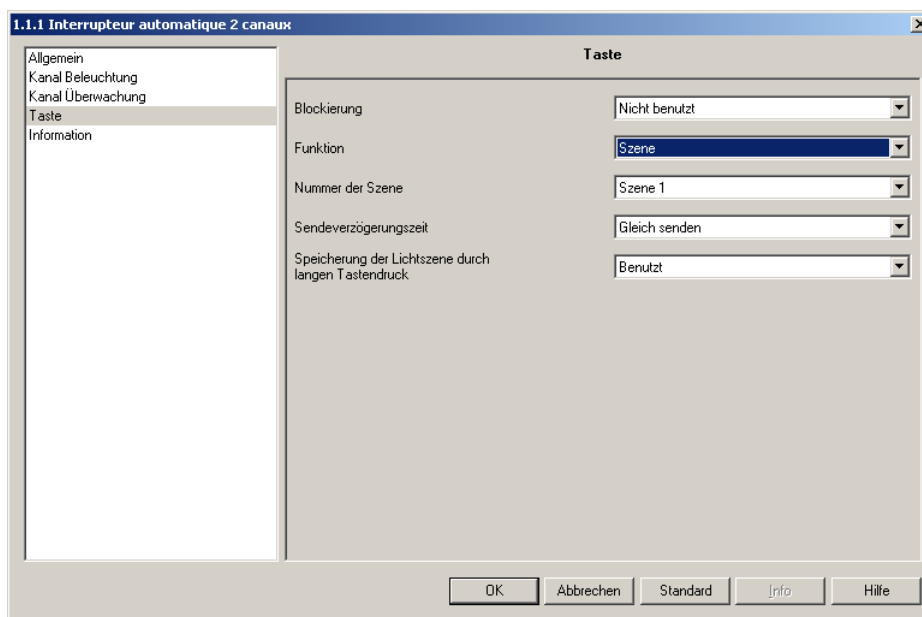 1.1.1 Interrupteur automatique 2 canaux
Allgemein
Kanal Beleuchtung
Kanal Überwachung
Taste
Information
Taste
Blockierung
Nicht benutzt
Funktion
Szene
Nummer der Szene
Szene 1
Sendeverzögerungszeit
Gleich senden
Speicherung der Lichtszene durch
langen Tastendruck
Benutzt
OK
Abbrechen
Standard
Info
Hilfe